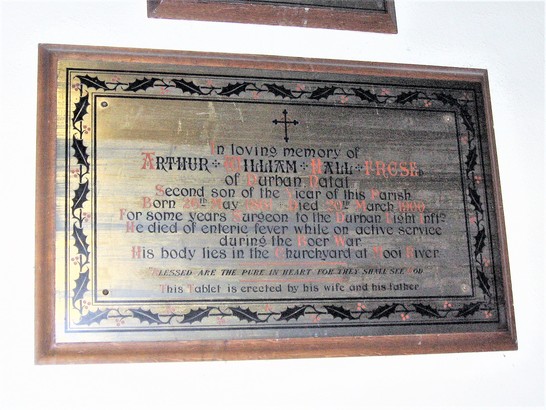 In loving memory of
ARTHUR WILLIAM HALL FROST
of Durban Natal
Second son of the Vicar of this Parish
Born May Died March
For some years Surgeon to the Durban Light Inf:
He died of enteric fever while on active service
during the Boer War
His body lies in the Churchyard at Mooi River.
BLESSED ARE THE PURE IN HEART FOR THEY SHALL SEE GOD
This Tablet is erected by his wife and his father